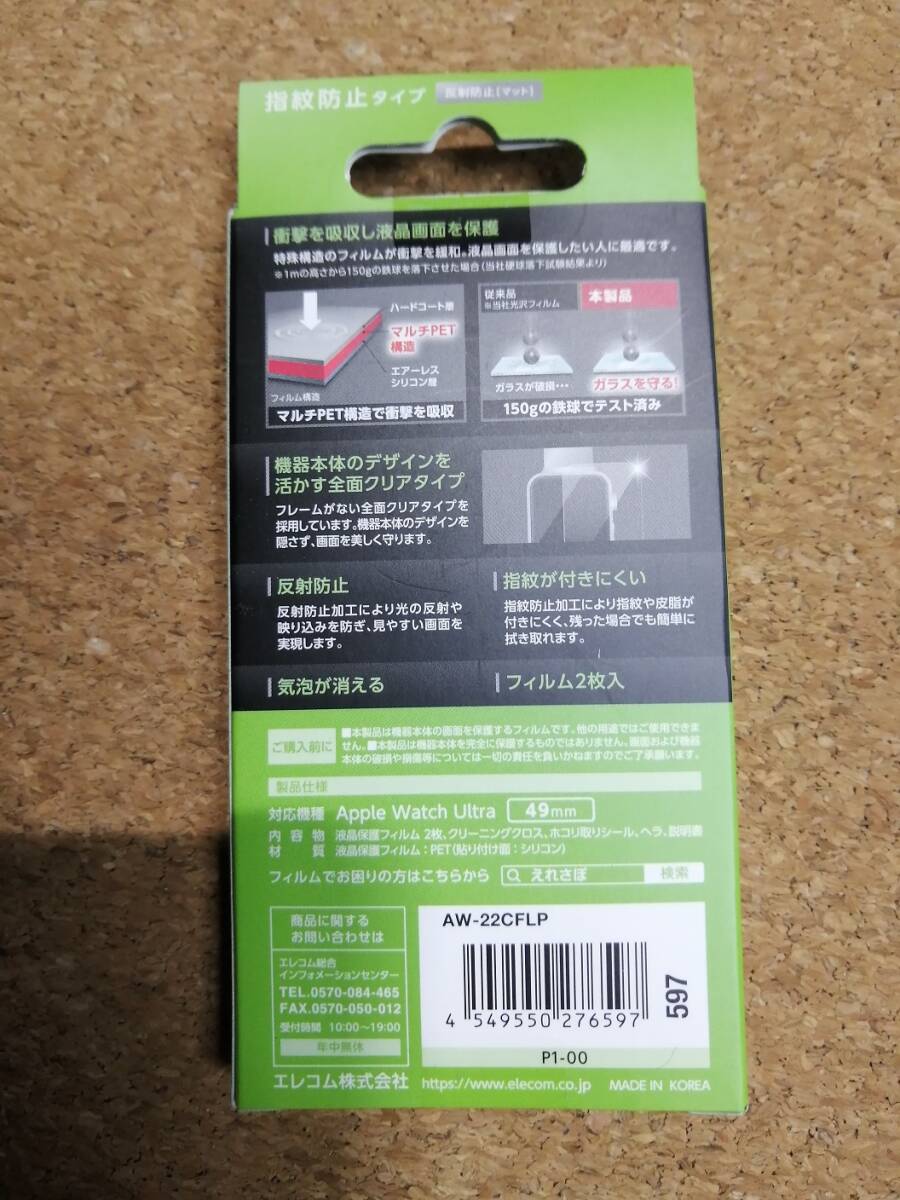 指紋防止タイプ 反射防止[マット]
衝撃を吸収し液晶画面を保護
特殊構造のフィルムが衝撃を緩和。液晶画面を保護したい人に最適です。
※1mの高さから150gの鉄球を落下させた場合(当社硬球落下試験結果より)
ハードコート層
マルチPET
構造
エアーレス
シリコン層
フィルム構造
マルチPET構造で衝撃を吸収
従来品
※当社光沢フィルム
本製品
ガラスが破損・・・
ガラスを守る!
150gの鉄球でテスト済み
機器本体のデザインを
活かす全面クリアタイプ
フレームがない全面クリアタイプを
採用しています。機器本体のデザインを
隠さず、画面を美しく守ります。
反射防止
反射防止加工により光の反射や
映り込みを防ぎ、見やすい画面を
実現します。
指紋が付きにくい
指紋防止加工により指紋や皮脂が
付きにくく、残った場合でも簡単に
拭き取れます。
気泡が消える
フィルム2枚入
ご購入前に
■本製品は機器本体の画面を保護するフィルムです。他の用途ではご使用できま
せん。■本製品は機器本体を完全に保護するものではありません。画面および機器
本体の破損や損傷等については一切の責任を負いかねますのでご了承願います。
製品仕様
対応機種 Apple Watch Ultra 49mm
内容物 液晶保護フィルム 2枚、クリーニングクロス、ホコリ取りシール、ヘラ、説明書
材質 液晶保護フィルム:PET(貼り付け面:シリコン)
フィルムでお困りの方はこちらから えれさぽ 検索
商品に関する
お問い合わせは
エレコム総合
インフォメーションセンター
TEL.0570-084-465
FAX.0570-050-012
受付時間 10:00～19:00
年中無休
AW-22CFLP
4 549550 276597
597
P1-00
エレコム株式会社 https://www.elecom.co.jp MADE IN KOREA